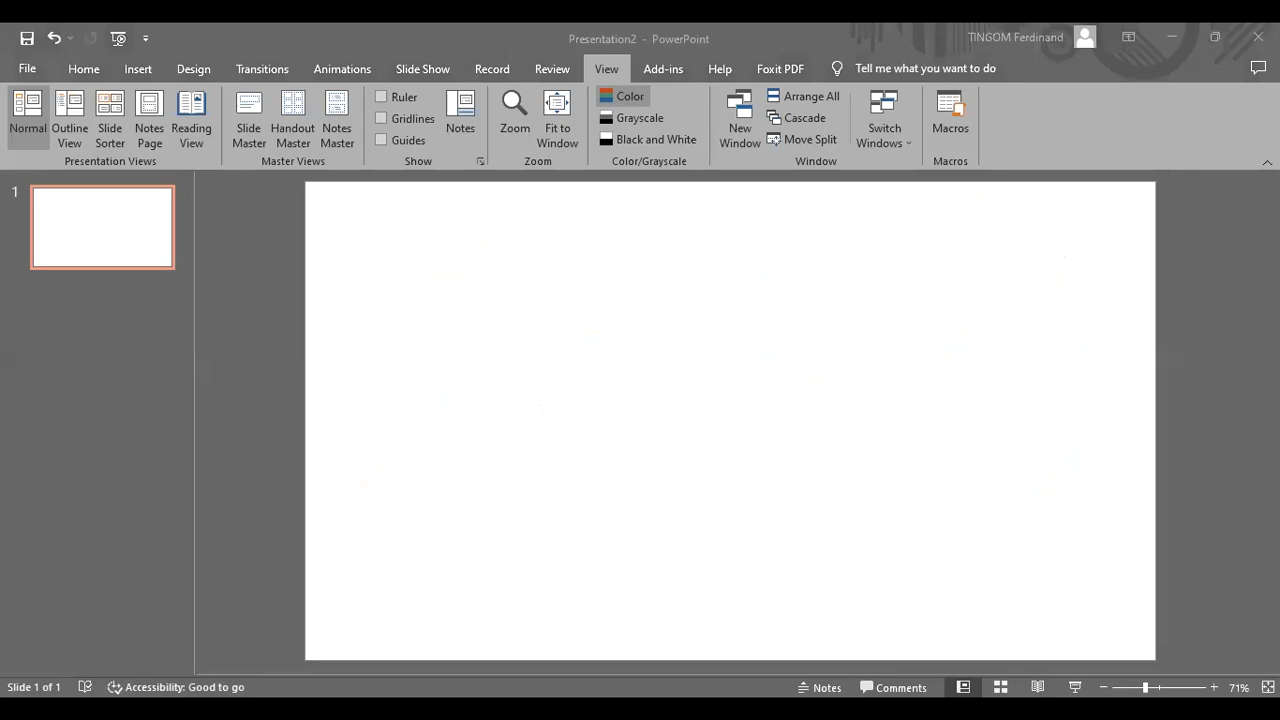 Presentation2 - PowerPoint
TINGOM Ferdinand
File Home Insert Design Transitions Animations Slide Show Record Review View Add-ins Help Foxit PDF Tell me what you want to do
Normal
Outline View
Slide Sorter
Notes Page
Reading View
Presentation Views
Slide Master
Handout Master
Notes Master
Master Views
Ruler
Gridlines
Guides
Notes
Show
Zoom
Fit to Window
Zoom
Color
Grayscale
Black and White
Color/Grayscale
New Window
Arrange All
Cascade
Move Split
Switch Windows
Window
Macros
Macros
1
Slide 1 of 1 Accessibility: Good to go Notes Comments 71%